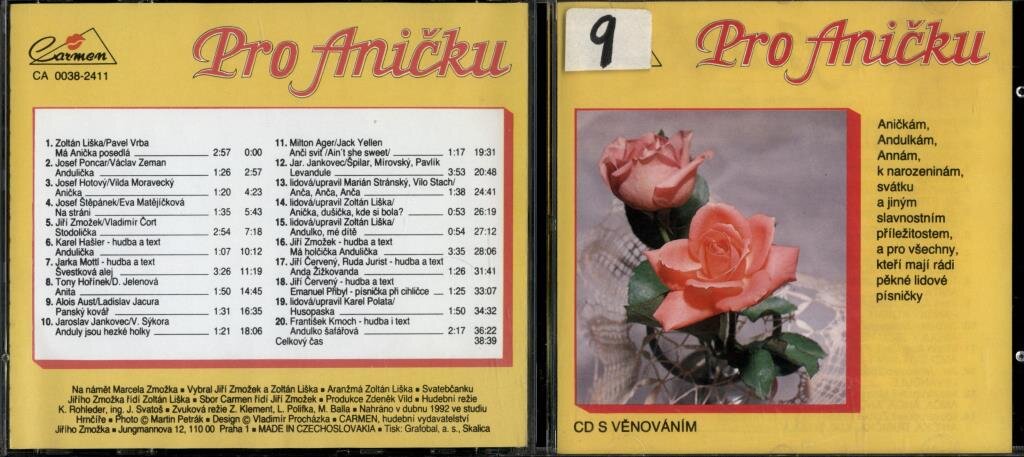 Carmen
CA 0038-2411
Pro Aničku
1. Zoltán Liška/Pavel Vrba
Má Anička posedlá 2:57 0:00
2. Josef Poncar/Václav Zeman
Andulička 1:26 2:57
3. Josef Hotový/Vilda Moravecký
Anička 1:20 4:23
4. Josef Štěpánek/Eva Matějíčková
Na stráni 1:35 5:43
5. Jiří Zmožek/Vladimír Čort
Stodolička 2:54 7:18
6. Karel Hašler - hudba a text
Andulička 1:07 10:12
7. Jarka Mottl - hudba a text
Švestková alej 3:26 11:19
8. Tony Hořínek/D. Jelenová
Anita 1:50 14:45
9. Alois Aust/Ladislav Jacura
Panský kovář 1:31 16:35
10. Jaroslav Jankovec/V. Sýkora
Anduly jsou hezké holky 1:21 18:06
11. Milton Ager/Jack Yellen
Anči sviť /Ain't she sweet/ 1:17 19:31
12. Jar. Jankovec/Špilar, Mirovský, Pavlík
Levandule 3:53 20:48
13. lidová/upravil Marián Stránský, Vilo Stach/
Anča, Anča, Anča 1:38 24:41
14. lidová/upravil Zoltán Liška/
Anička, dušička, kde si bola? 0:53 26:19
15. lidová/upravil Zoltán Liška/
Andulko, mé dítě 0:54 27:12
16. Jiří Zmožek - hudba a text
Má holčička Andulička 3:35 28:06
17. Jiří Červený, Ruda Jurist - hudba a text
Anda Žižkovanda 1:26 31:41
18. Jiří Červený - hudba a text
Emanuel Přibyl - písnička při cihličce 1:25 33:07
19. lidová/upravil Karel Polata/
Husopaska 1:50 34:32
20. František Kmoch - hudba i text
Andulko šafářová 2:17 36:22
Celkový čas 38:39
Na námět Marcela Zmožka ■ Vybral Jiří Zmožek a Zoltán Liška ■ Aranžmá Zoltán Liška ■ Svatebčanku
Jiřího Zmožka řídí Zoltán Liška ■ Sbor Carmen řídí Jiří Zmožek ■ Produkce Zdeněk Vild ■ Hudební režie
K. Rohleder, ing. J. Svatoš ■ Zvuková režie Z. Klement, L. Polifka, M. Balla ■ Nahráno v dubnu 1992 ve studiu
Hrnčíře ■ Photo © Martin Petrák ■ Design © Vladimír Procházka ■ CARMEN, hudební vydavatelství
Jiřího Zmožka ■ Jungmannova 12, 110 00 Praha 1 ■ MADE IN CZECHOSLOVAKIA ■ Tisk: Grafobal, a. s., Skalica
9
Pro Aničku
Aničkám,
Andulkám,
Annám,
k narozeninám,
svátku
a jiným
slavnostním
příležitostem,
a pro všechny,
kteří mají rádi
pěkné lidové
písničky
CD S VĚNOVÁNÍM